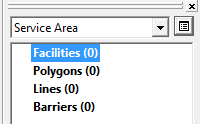 Service Area
Facilities (0)
Polygons (0)
Lines (0)
Barriers (0)